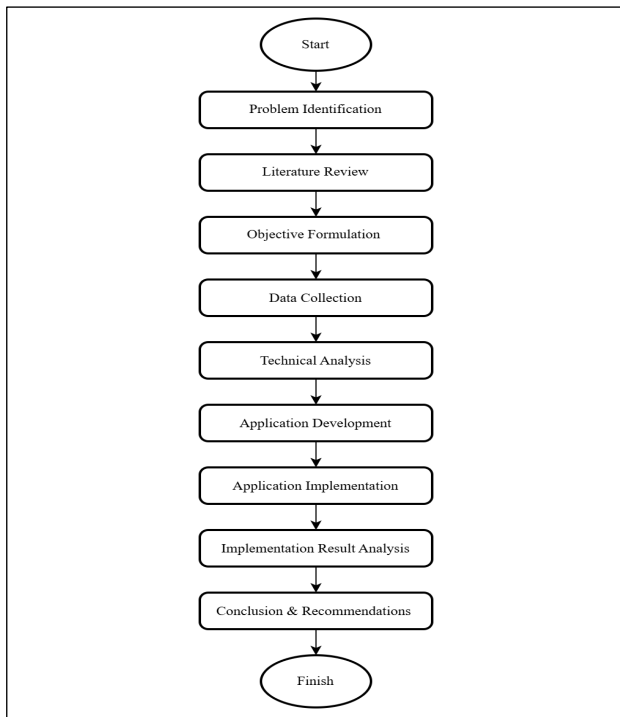 Start
Problem Identification
Literature Review
Objective Formulation
Data Collection
Technical Analysis
Application Development
Application Implementation
Implementation Result Analysis
Conclusion & Recommendations
Finish